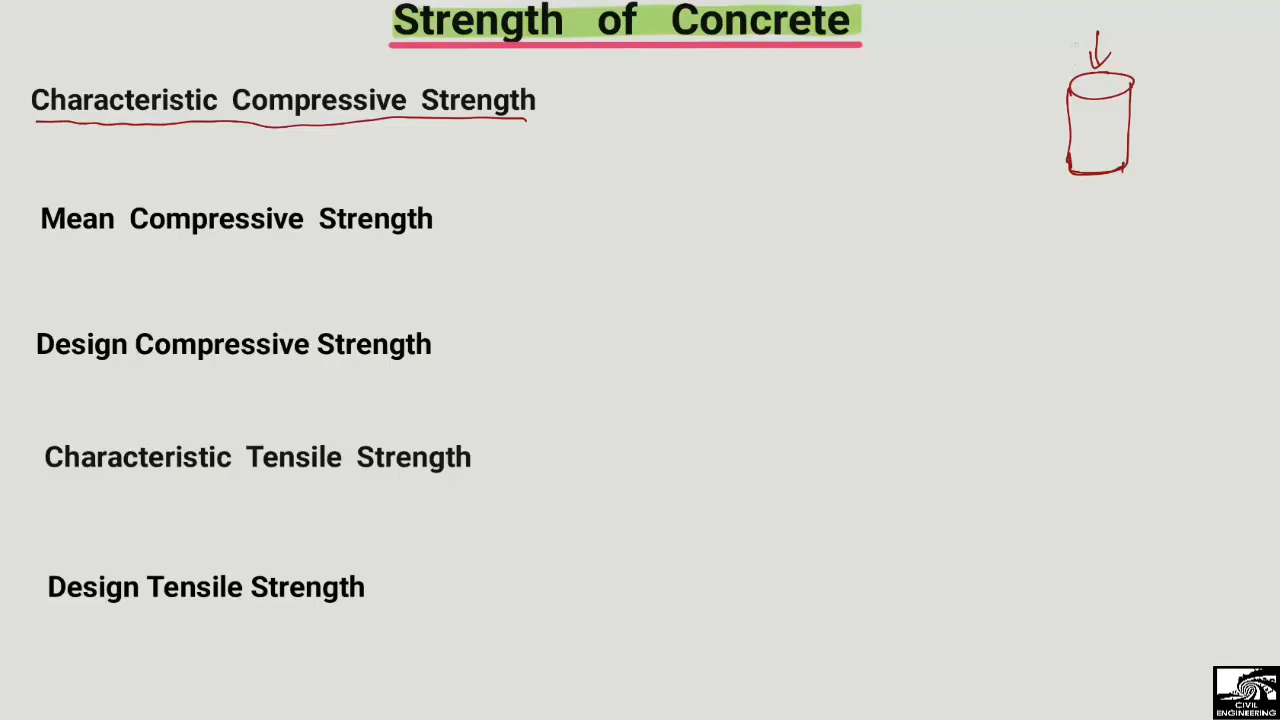 Strength of Concrete
Characteristic Compressive Strength
Mean Compressive Strength
Design Compressive Strength
Characteristic Tensile Strength
Design Tensile Strength
CIVIL
ENGINEERING